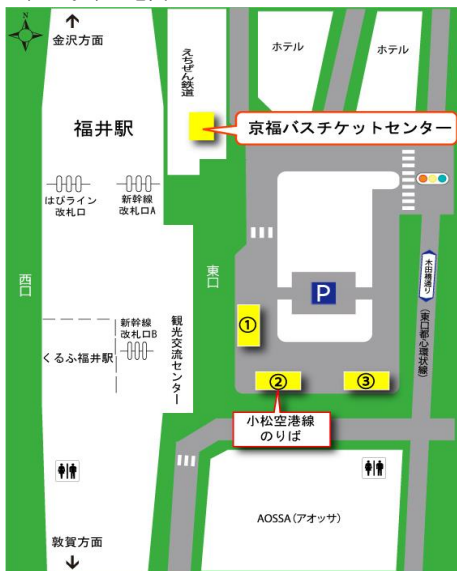 N
金沢方面
えちぜん鉄道
ホテル
ホテル
福井駅
京福バスチケットセンター
はぴライン
改札口
新幹線
改札口A
西口
東口
P
木田橋通り
(東口都心環状線)
①
新幹線
改札口B
くるふ福井駅
観光交流センター
②
③
小松空港線
のりば
AOSSA(アオッサ)
敦賀方面